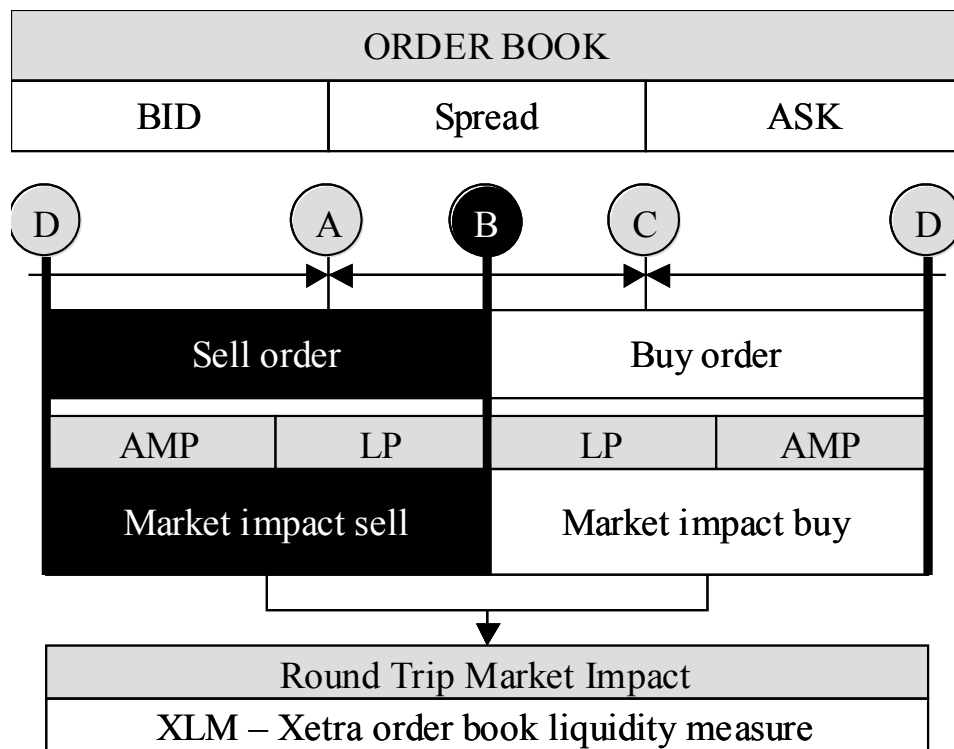 ORDER BOOK
BID Spread ASK
D A B C D
Sell order Buy order
AMP LP LP AMP
Market impact sell Market impact buy
Round Trip Market Impact
XLM – Xetra order book liquidity measure